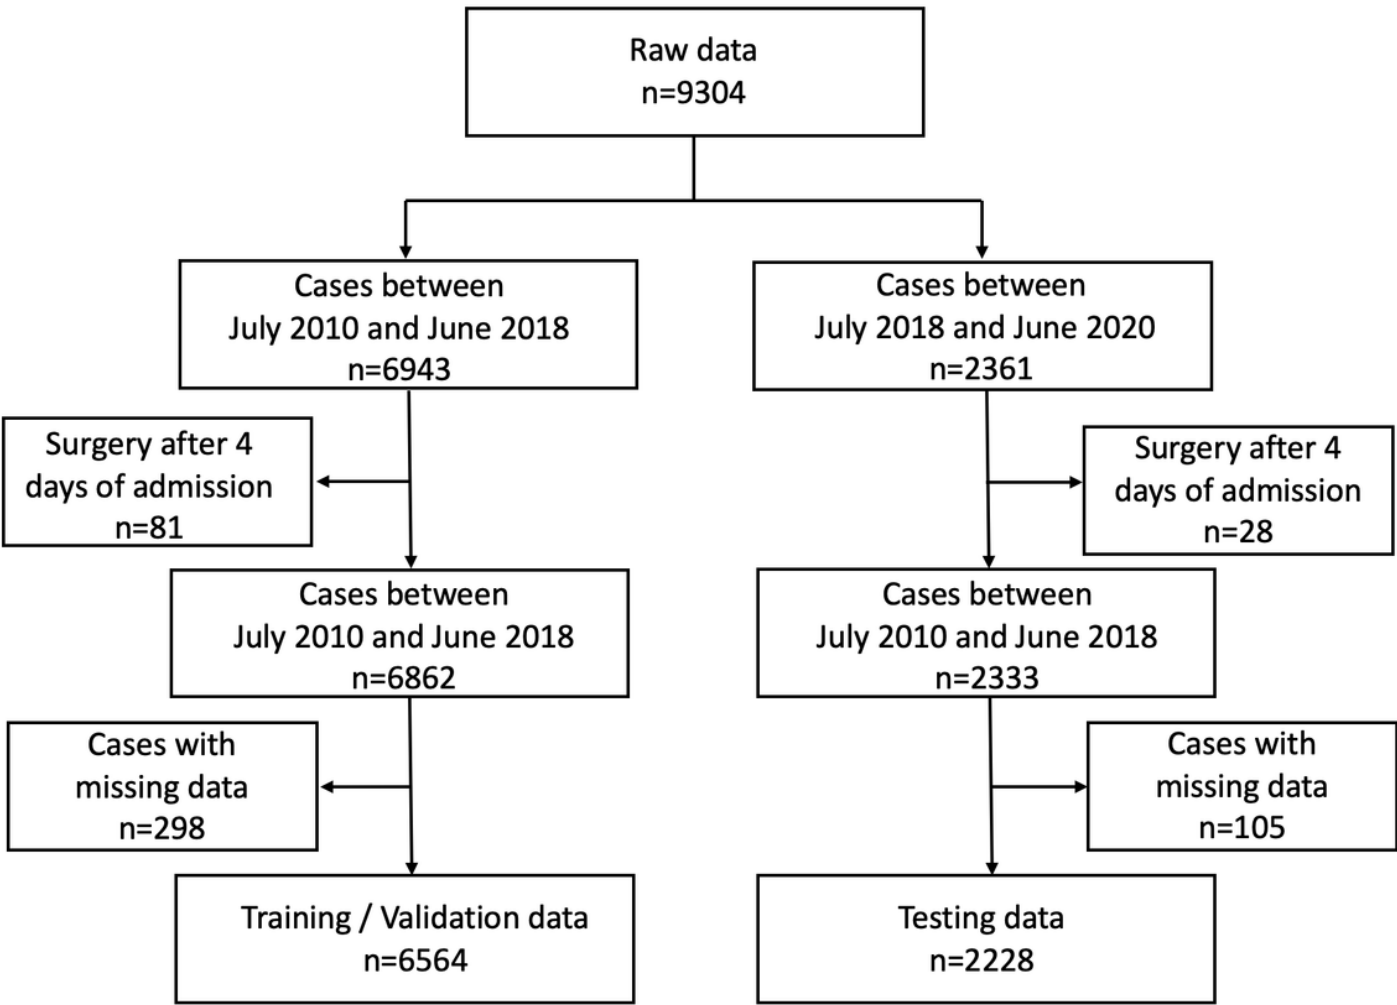 Raw data
n=9304
Cases between
July 2010 and June 2018
n=6943
Cases between
July 2018 and June 2020
n=2361
Surgery after 4
days of admission
n=81
Surgery after 4
days of admission
n=28
Cases between
July 2010 and June 2018
n=6862
Cases between
July 2010 and June 2018
n=2333
Cases with
missing data
n=298
Cases with
missing data
n=105
Training / Validation data
n=6564
Testing data
n=2228